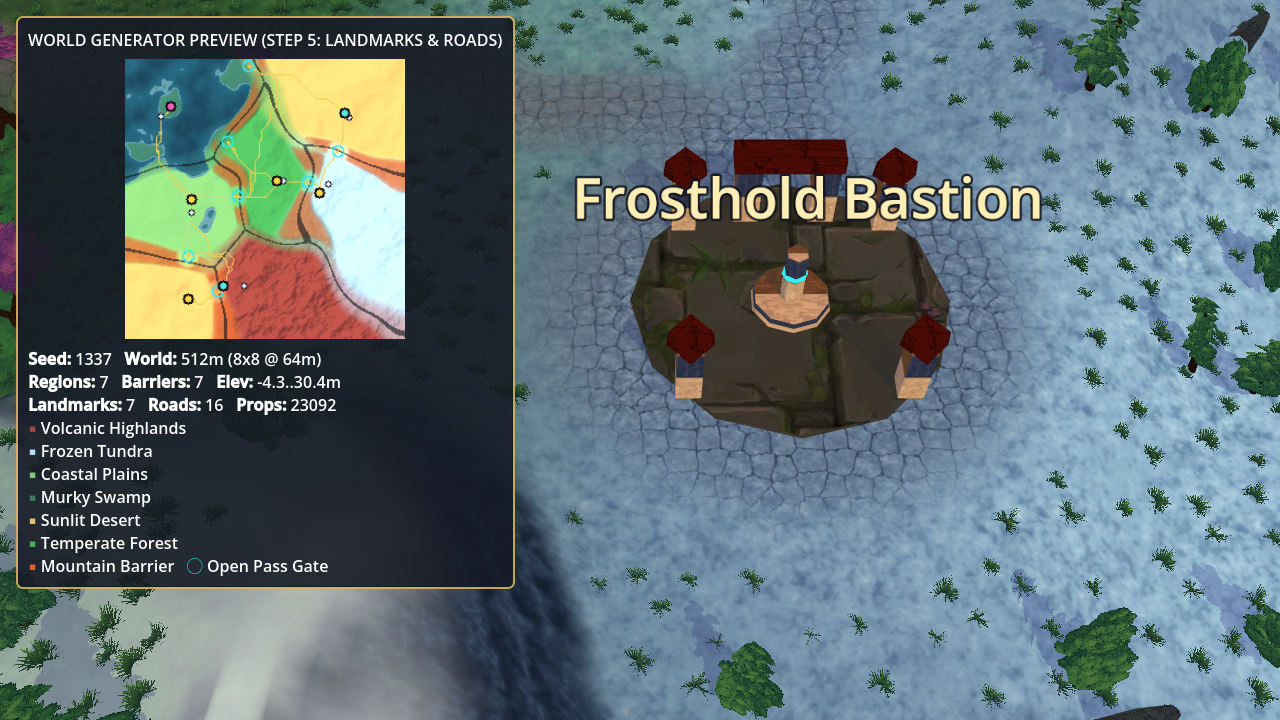 WORLD GENERATOR PREVIEW (STEP 5: LANDMARKS & ROADS)
Frosthold Bastion
Seed: 1337 World: 512m (8x8 @ 64m)
Regions: 7 Barriers: 7 Elev: -4.3..30.4m
Landmarks: 7 Roads: 16 Props: 23092
Volcanic Highlands
Frozen Tundra
Coastal Plains
Murky Swamp
Sunlit Desert
Temperate Forest
Mountain Barrier Open Pass Gate